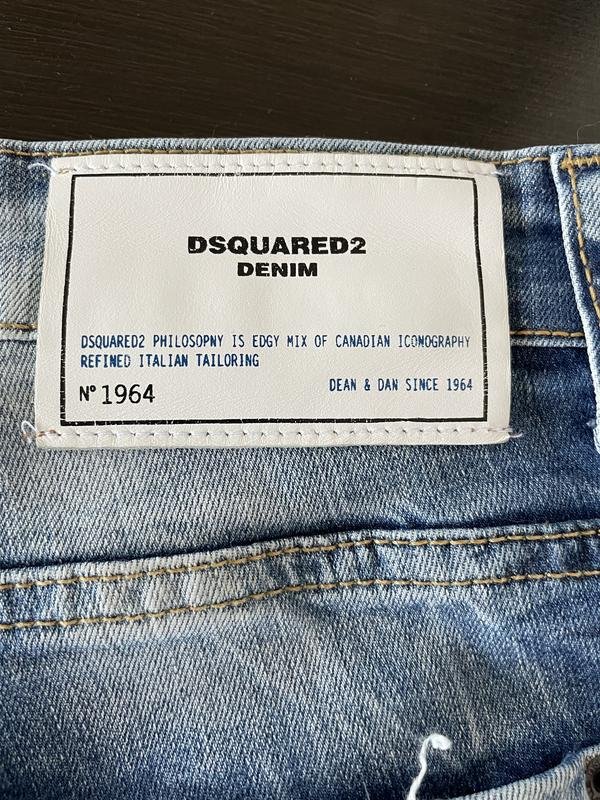 DSQUARED2
DENIM
DSQUARED2 PHILOSOPNY IS EDGY MIX OF CANADIAN ICONOGRAPHY
REFINED ITALIAN TAILORING
N° 1964
DEAN & DAN SINCE 1964